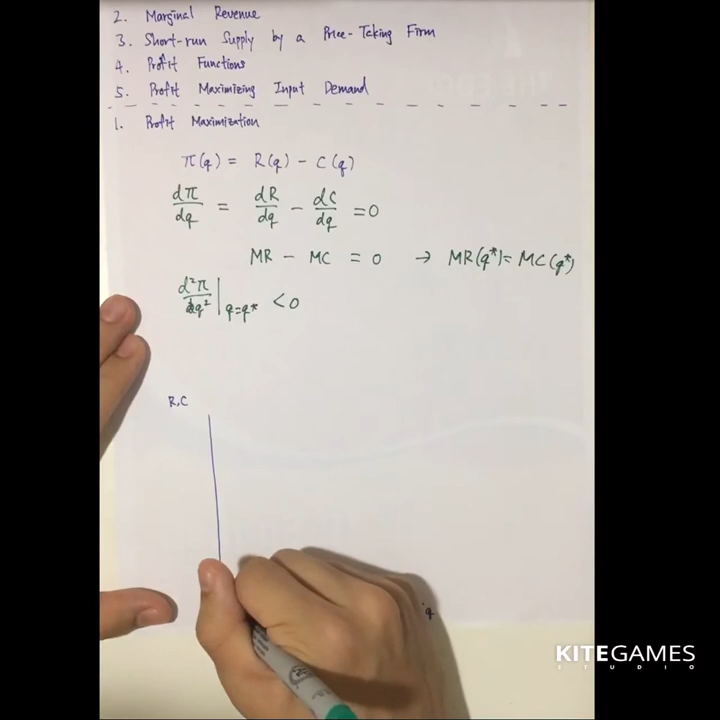 2. Marginal Revenue
3. Short-run Supply by a Price-Taking Firm
4. Profit Functions
5. Profit Maximizing Input Demand
1. Profit Maximization
π(q) = R(q) - C(q)
dπ/dq = dR/dq - dC/dq = 0
MR - MC = 0 → MR(q*) = MC(q*)
d²π/dq² |q=q* < 0
R,C
q
KITEGAMES
STUDIO